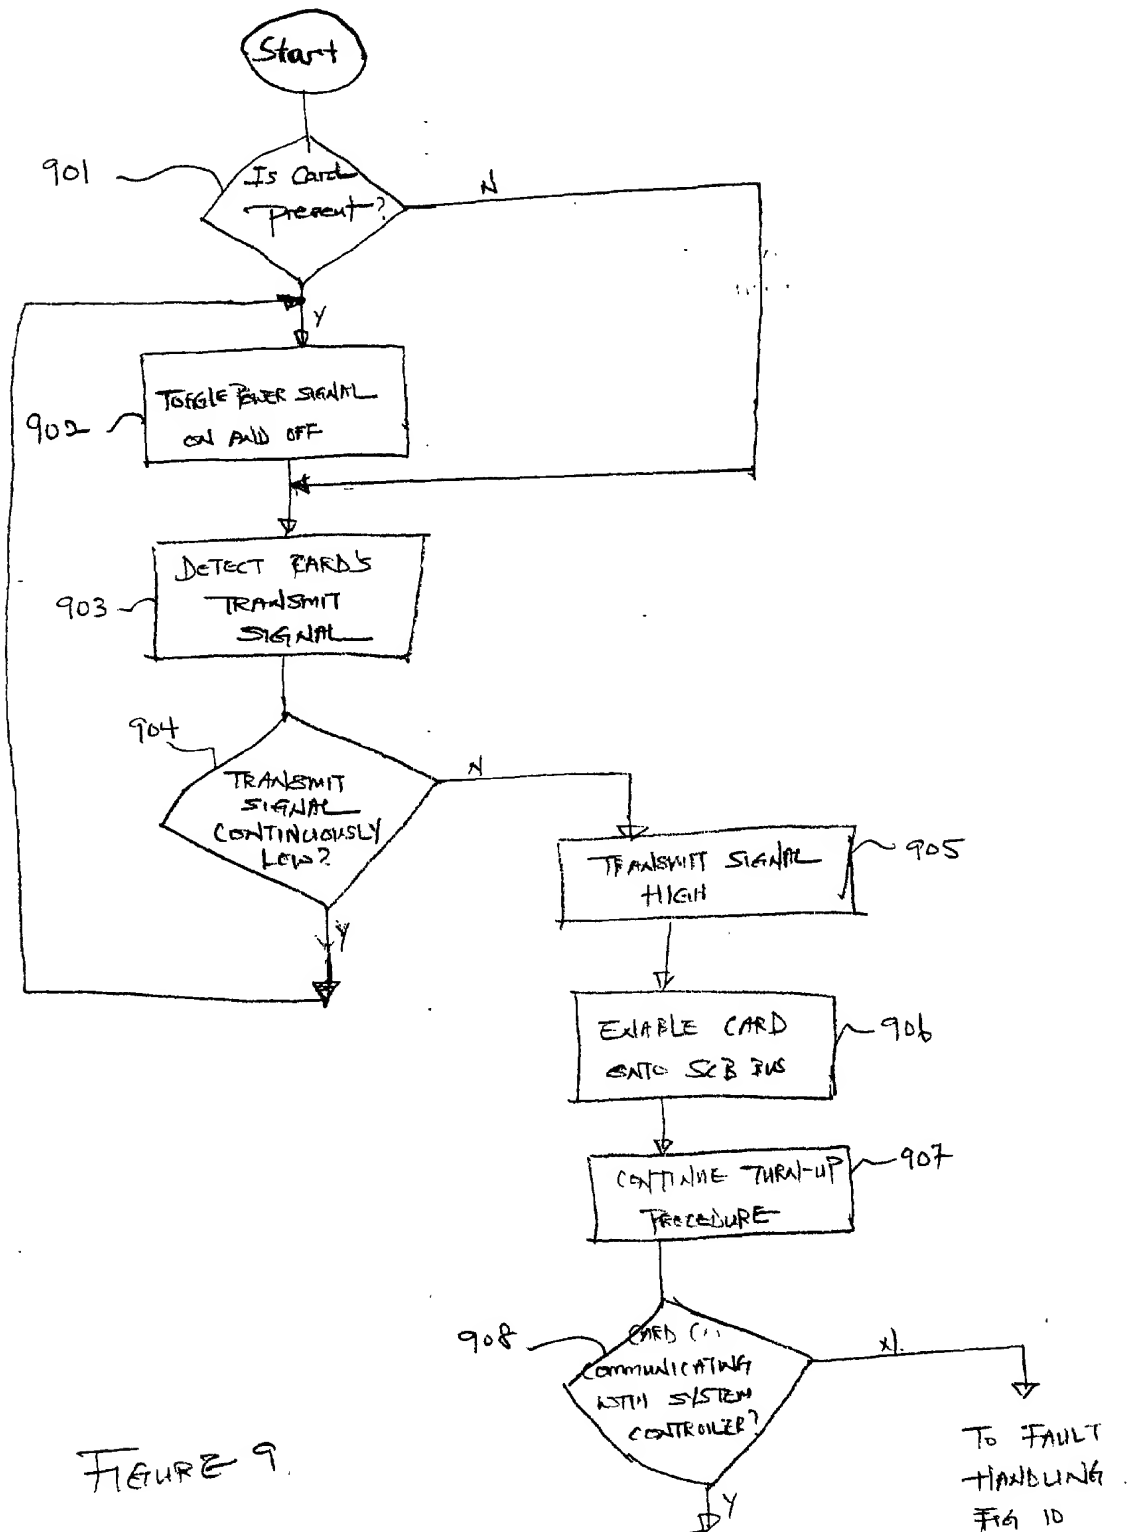 Start
901
Is Card
present?
N
Y
902
TOGGLE POWER SIGNAL
ON AND OFF
903
DETECT CARD'S
TRANSMIT
SIGNAL
904
TRANSMIT
SIGNAL
CONTINUOUSLY
LOW?
N
Y
TRANSMIT SIGNAL
HIGH
905
ENABLE CARD
ONTO SCB BUS
906
CONTINUE TURN-UP
PROCEDURE
907
908
CARD
COMMUNICATING
WITH SYSTEM
CONTROLLER?
N
Y
TO FAULT
HANDLING
FIG 10
FIGURE 9.